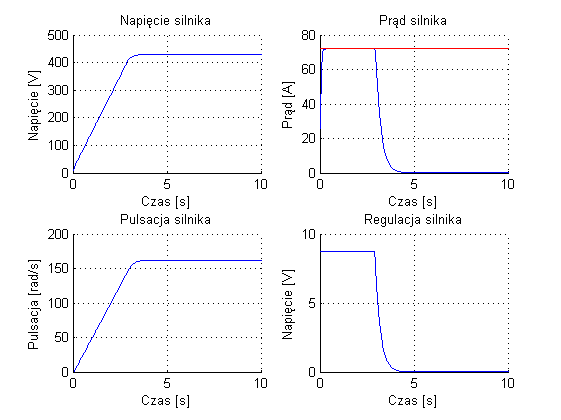 Napięcie silnika
Napięcie [V]
500
400
300
200
100
0
0 5 10
Czas [s]
Prąd silnika
Prąd [A]
80
60
40
20
0
0 5 10
Czas [s]
Pulsacja silnika
Pulsacja [rad/s]
200
150
100
50
0
0 5 10
Czas [s]
Regulacja silnika
Napięcie [V]
10
5
0
0 5 10
Czas [s]